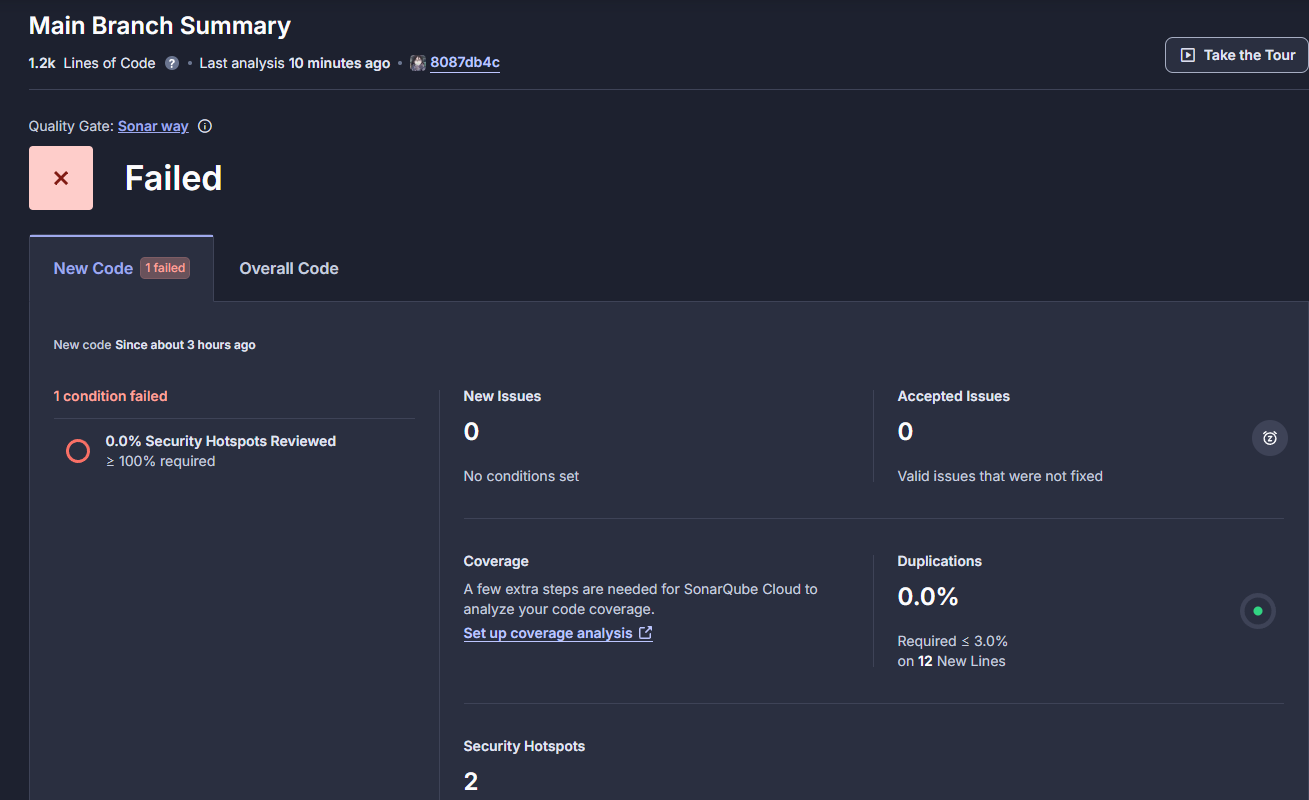 Main Branch Summary
1.2k Lines of Code ? • Last analysis 10 minutes ago • 8087db4c
Take the Tour
Quality Gate: Sonar way
Failed
New Code 1 failed
Overall Code
New code Since about 3 hours ago
1 condition failed
0.0% Security Hotspots Reviewed
≥ 100% required
New Issues
0
No conditions set
Accepted Issues
0
Valid issues that were not fixed
Coverage
A few extra steps are needed for SonarQube Cloud to
analyze your code coverage.
Set up coverage analysis
Duplications
0.0%
Required ≤ 3.0%
on 12 New Lines
Security Hotspots
2